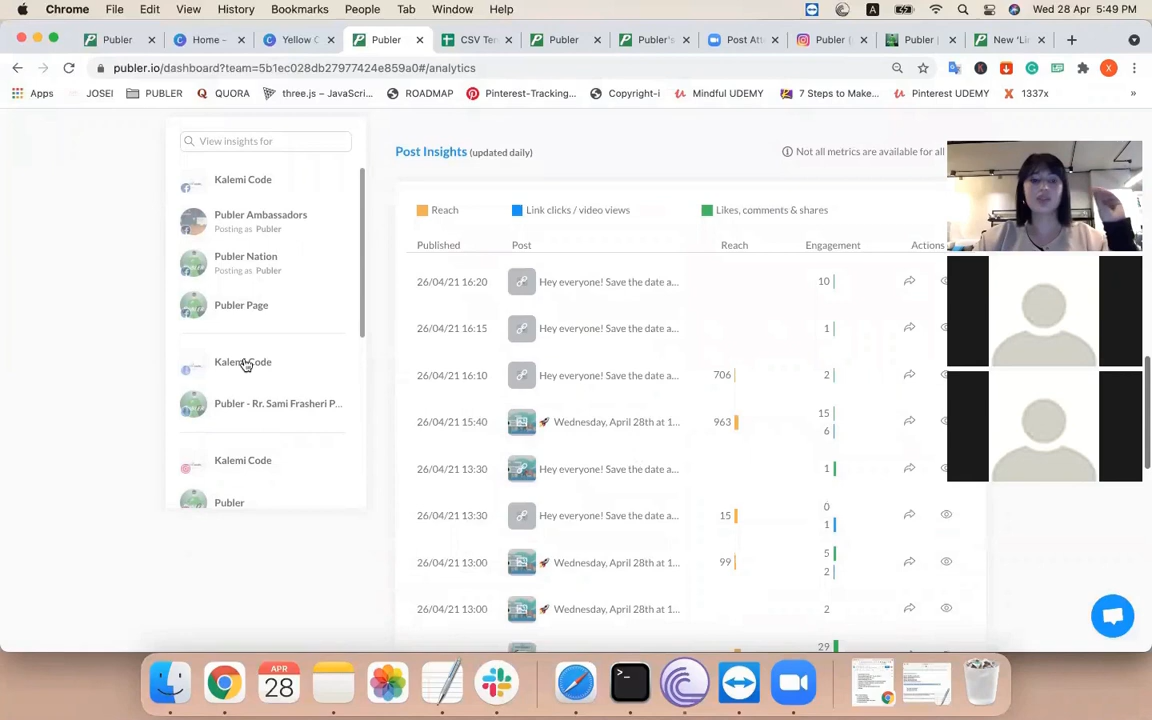 Chrome File Edit View History Bookmarks People Tab Window Help A Wed 28 Apr 5:49 PM
Publer Home - Yellow C Publer CSV Tem Publer Publer's Post Att Publer ( Publer | New 'Lin
publer.io/dashboard?team=5b1ec028db27977424e859a0#/analytics
Apps JOSEI PUBLER QUORA three.js – JavaScri... ROADMAP Pinterest-Tracking... Copyright-i Mindful UDEMY 7 Steps to Make... Pinterest UDEMY 1337x »
View insights for
Kalemi Code
Publer Ambassadors
Posting as Publer
Publer Nation
Posting as Publer
Publer Page
Kalemi Code
Publer - Rr. Sami Frasheri P...
Kalemi Code
Publer
Post Insights (updated daily) Not all metrics are available for all
Reach Link clicks / video views Likes, comments & shares
Published Post Reach Engagement Actions
26/04/21 16:20 Hey everyone! Save the date a... 10
26/04/21 16:15 Hey everyone! Save the date a... 1
26/04/21 16:10 Hey everyone! Save the date a... 706 2
26/04/21 15:40 🚀 Wednesday, April 28th at 1... 963 15
6
26/04/21 13:30 Hey everyone! Save the date a... 1
26/04/21 13:30 Hey everyone! Save the date a... 15 0
1
26/04/21 13:00 🚀 Wednesday, April 28th at 1... 99 5
2
26/04/21 13:00 🚀 Wednesday, April 28th at 1... 2
29
APR
28